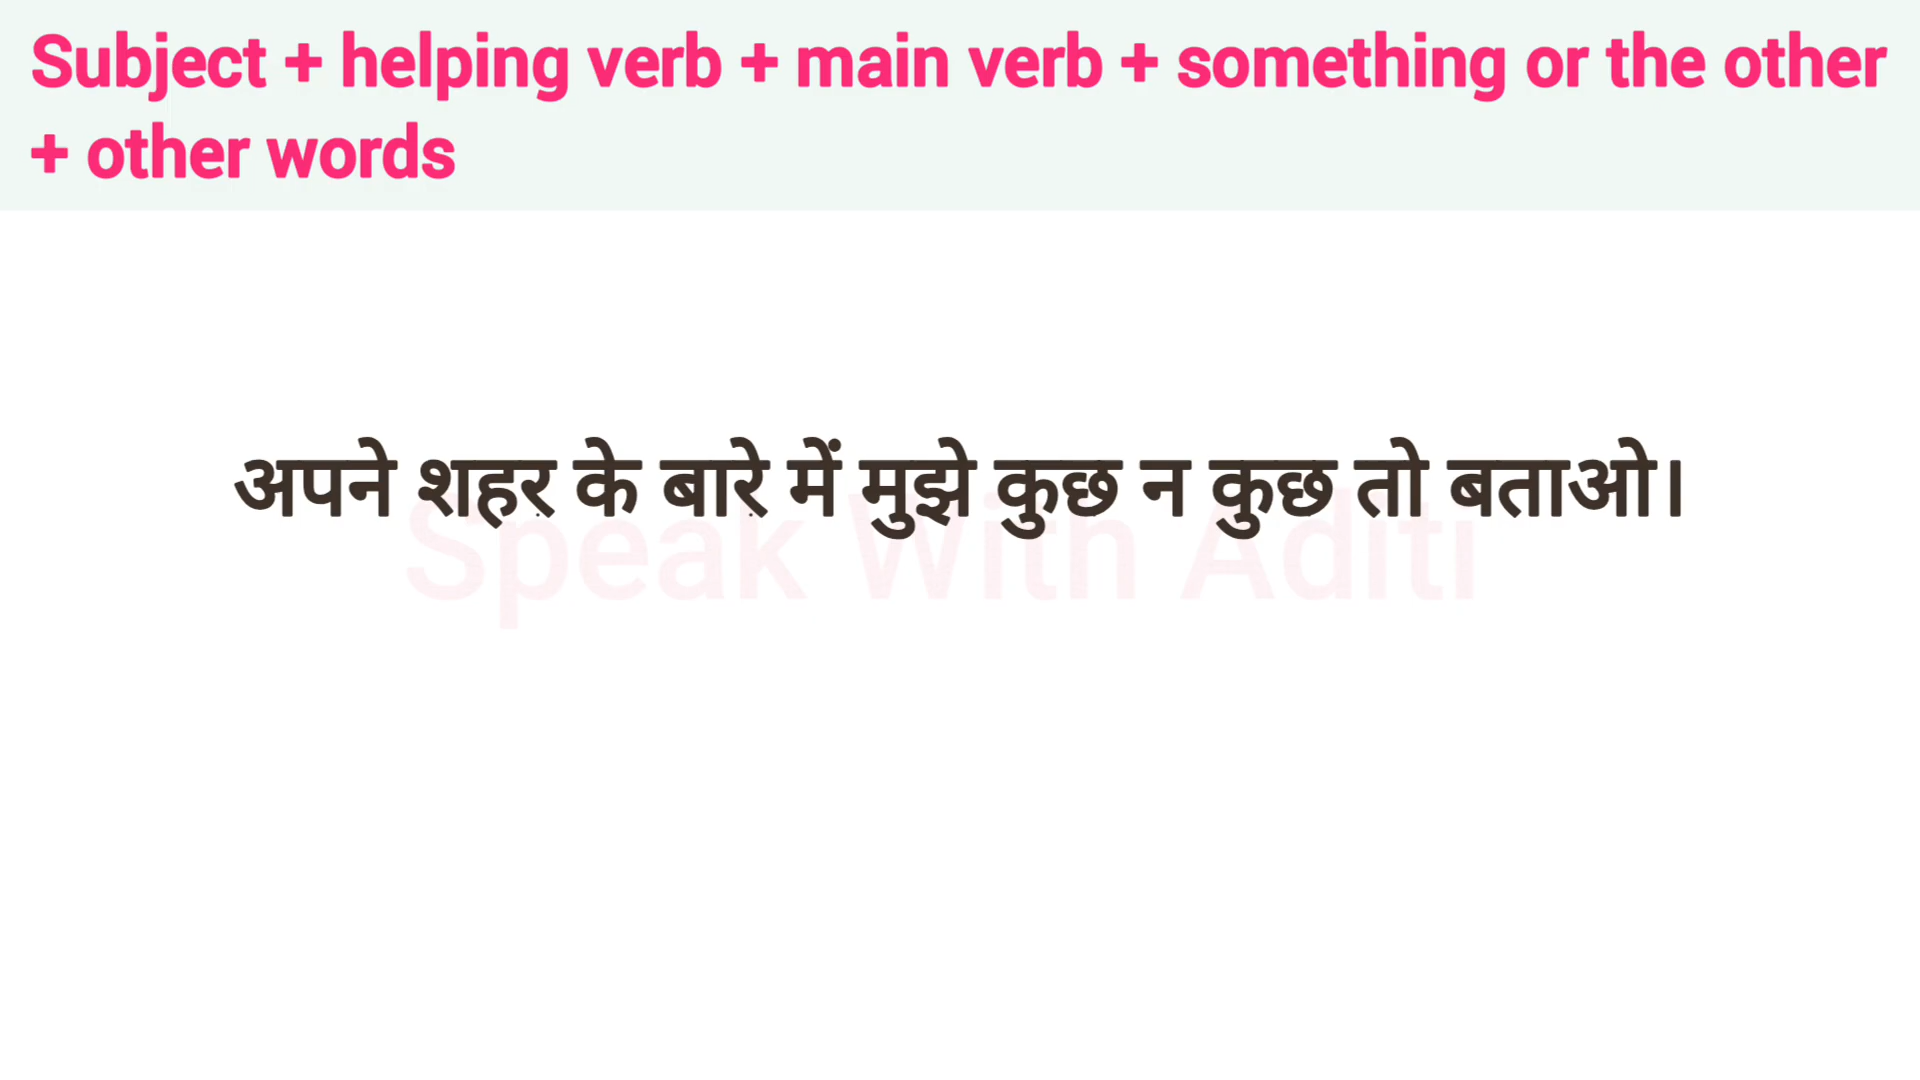 Subject + helping verb + main verb + something or the other
+ other words
अपने शहर के बारे में मुझे कुछ न कुछ तो बताओ।
Speak With Aditi